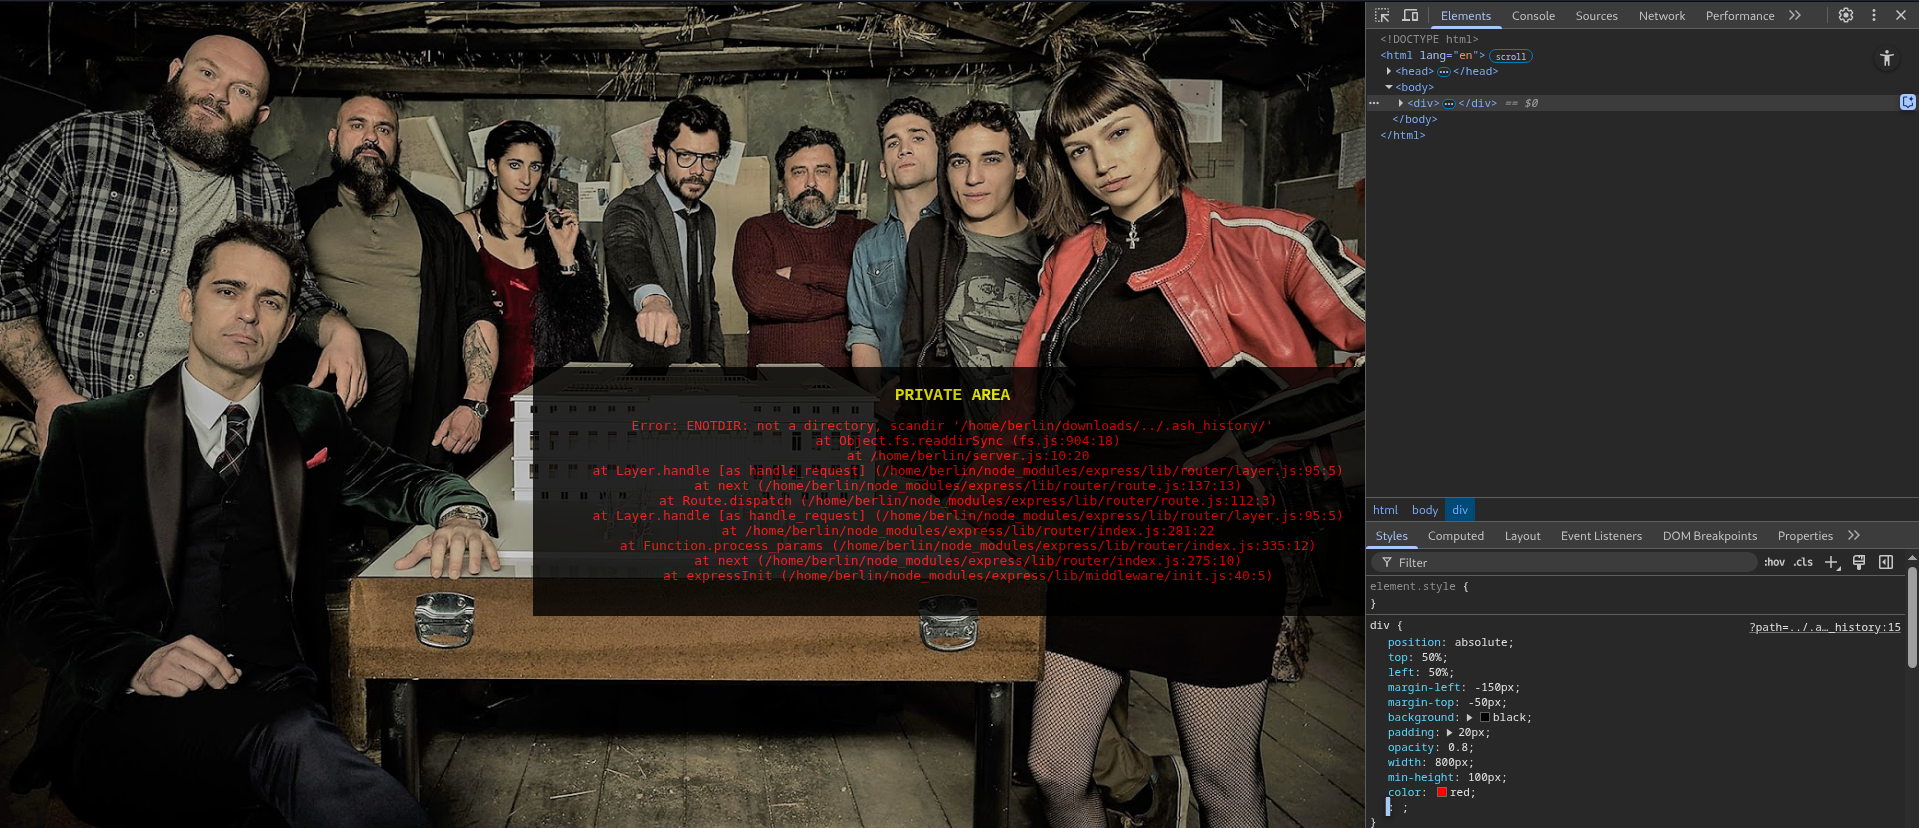 PRIVATE AREA
Error: ENOTDIR: not a directory, scandir '/home/berlin/downloads/../.ash_history/'
at Object.fs.readdirSync (fs.js:904:18)
at /home/berlin/server.js:10:20
at Layer.handle [as handle_request] (/home/berlin/node_modules/express/lib/router/layer.js:95:5)
at next (/home/berlin/node_modules/express/lib/router/route.js:137:13)
at Route.dispatch (/home/berlin/node_modules/express/lib/router/route.js:112:3)
at Layer.handle [as handle_request] (/home/berlin/node_modules/express/lib/router/layer.js:95:5)
at /home/berlin/node_modules/express/lib/router/index.js:281:22
at Function.process_params (/home/berlin/node_modules/express/lib/router/index.js:335:12)
at next (/home/berlin/node_modules/express/lib/router/index.js:275:10)
at expressInit (/home/berlin/node_modules/express/lib/middleware/init.js:40:5)
Elements Console Sources Network Performance
<!DOCTYPE html>
<html lang="en"> scroll
<head> ••• </head>
<body>
••• <div> ••• </div> == $0
</body>
</html>
html body div
Styles Computed Layout Event Listeners DOM Breakpoints Properties
Filter :hov .cls
element.style {
}
div { ?path=../.a…_history:15
position: absolute;
top: 50%;
left: 50%;
margin-left: -150px;
margin-top: -50px;
background: black;
padding: 20px;
opacity: 0.8;
width: 800px;
min-height: 100px;
color: red;
: ;
}